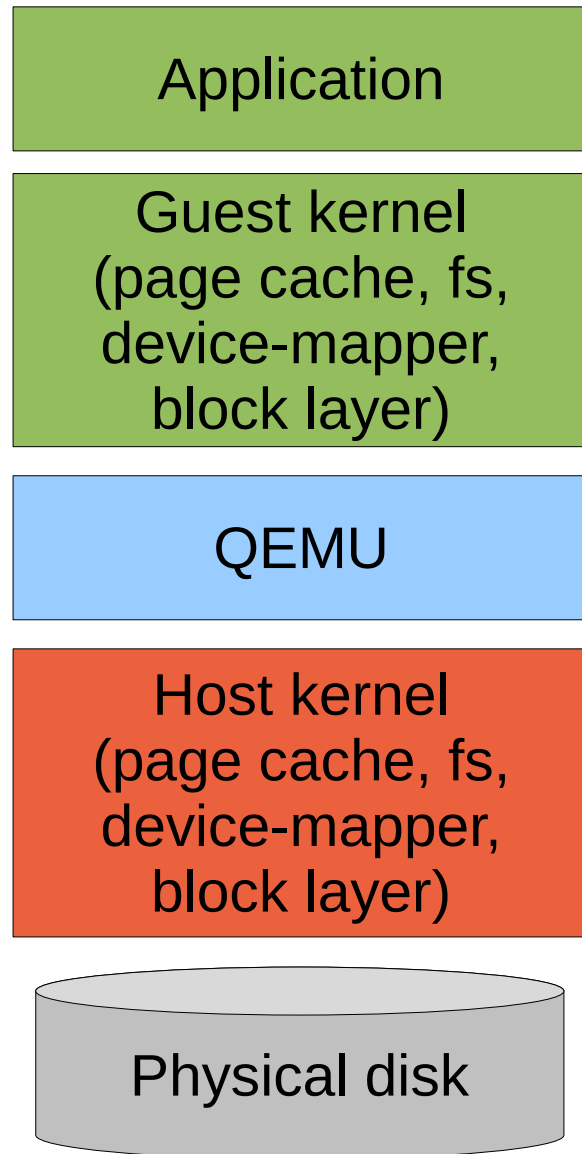 Application
Guest kernel
(page cache, fs,
device-mapper,
block layer)
QEMU
Host kernel
(page cache, fs,
device-mapper,
block layer)
Physical disk